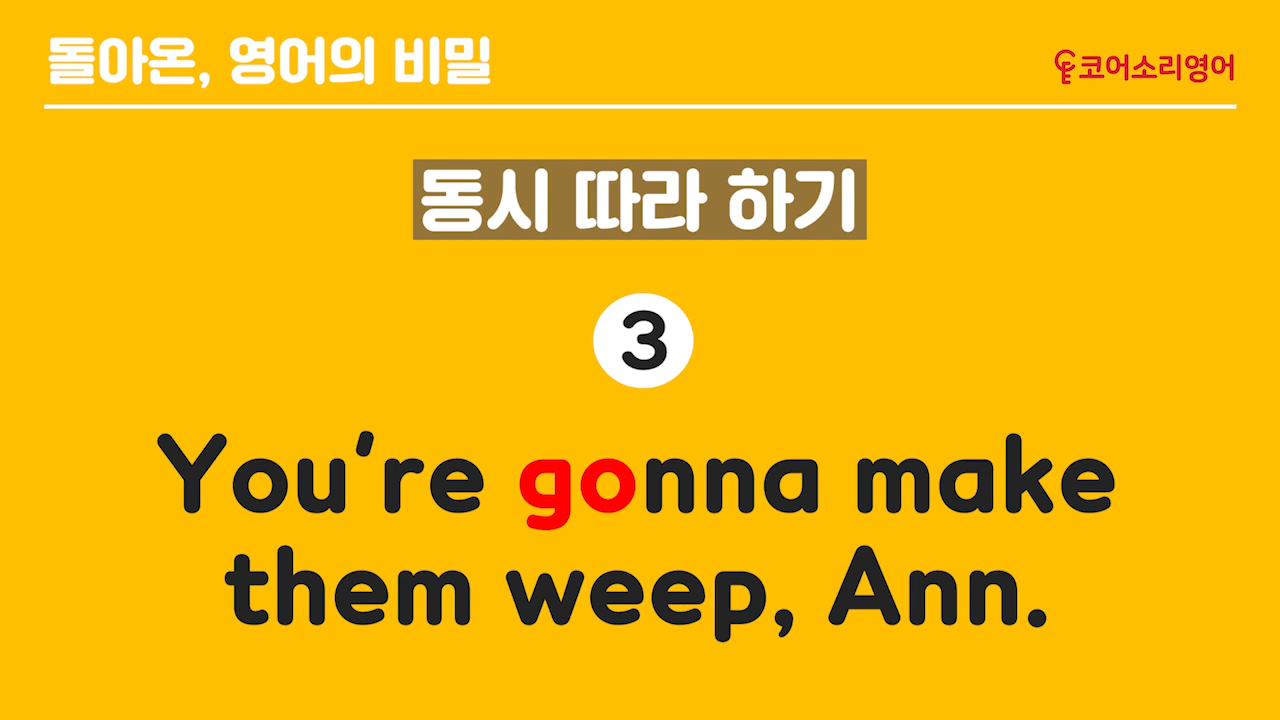 돌아온, 영어의 비밀
코어소리영어
동시 따라 하기
3
You're gonna make
them weep, Ann.